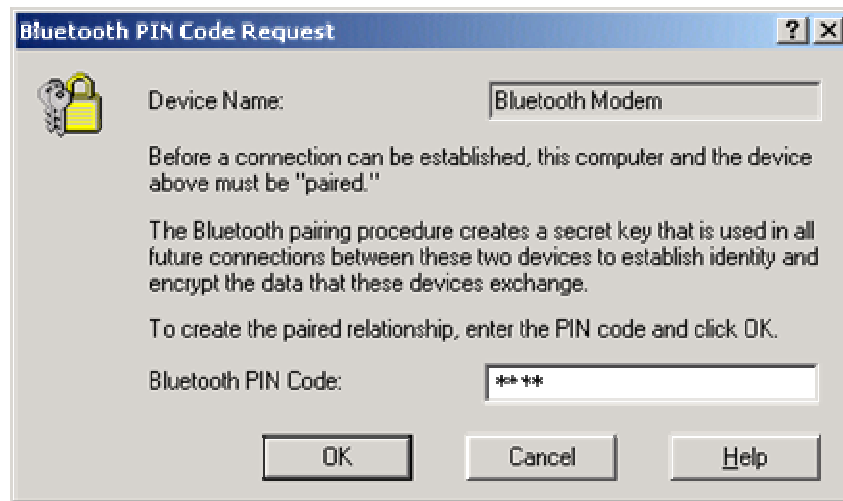 Bluetooth PIN Code Request
Device Name: Bluetooth Modem
Before a connection can be established, this computer and the device
above must be "paired."
The Bluetooth pairing procedure creates a secret key that is used in all
future connections between these two devices to establish identity and
encrypt the data that these devices exchange.
To create the paired relationship, enter the PIN code and click OK.
Bluetooth PIN Code: ****
OK Cancel Help